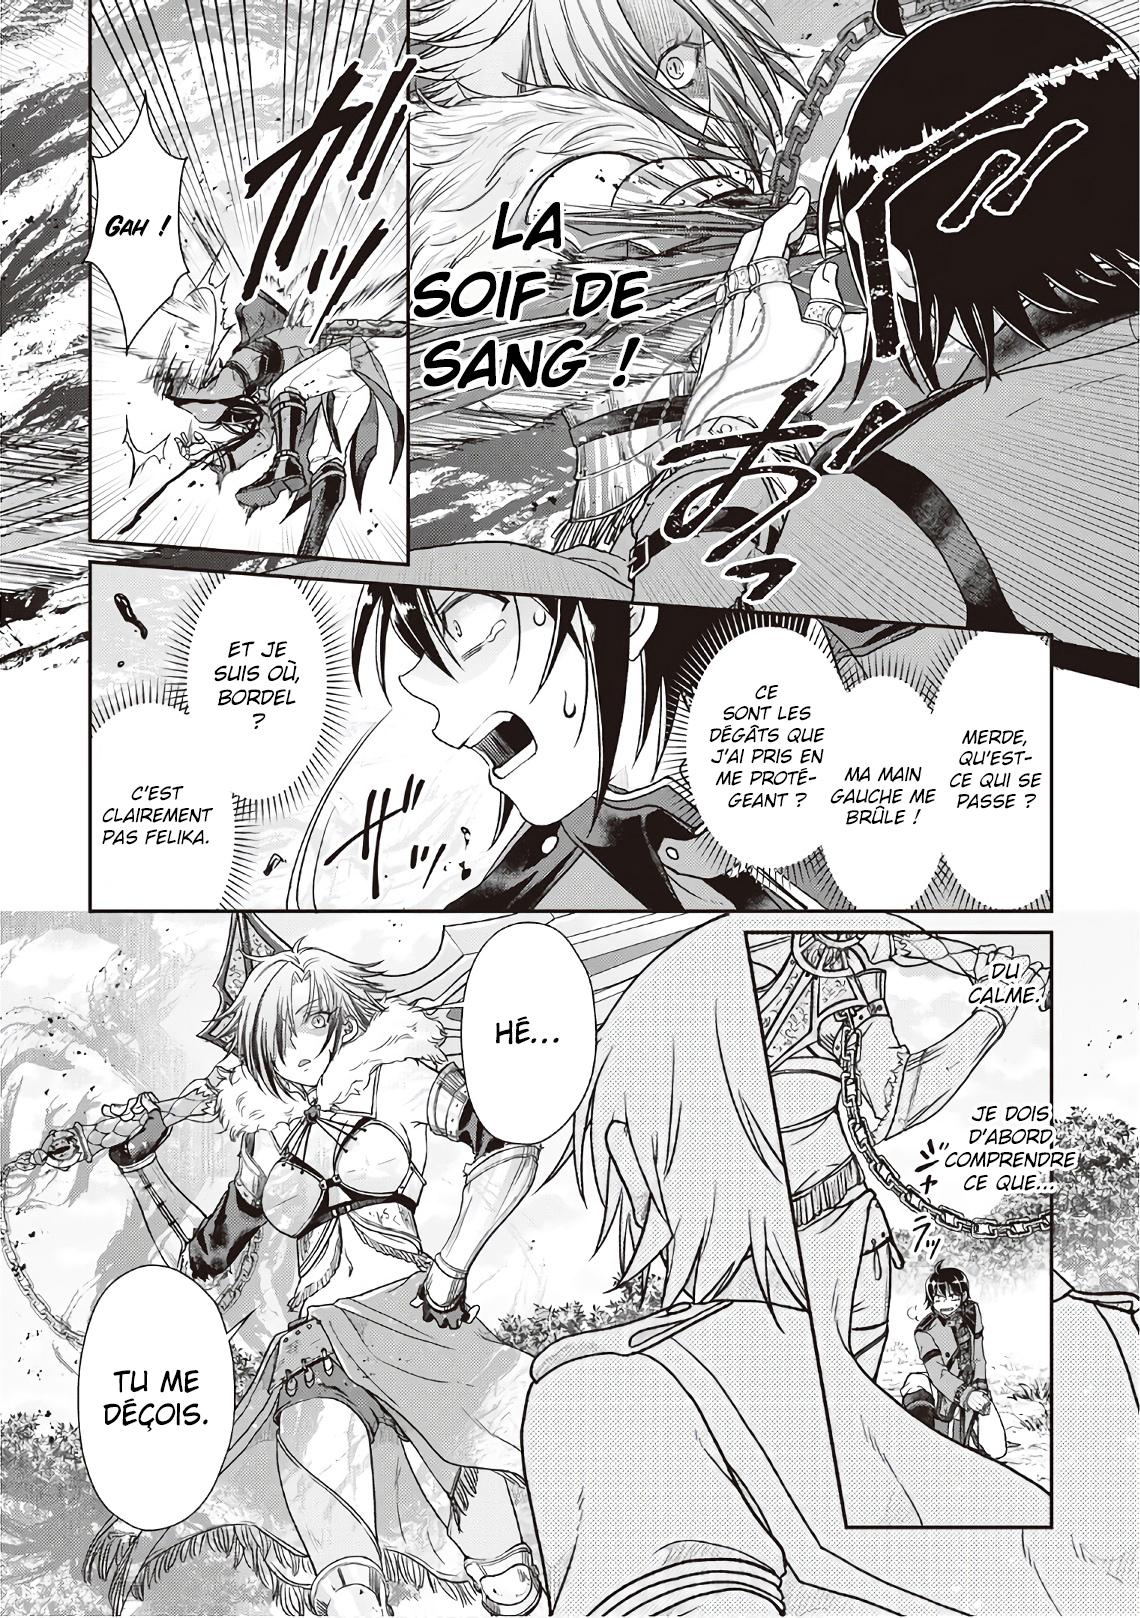 LA
SOIF DE
SANG !
GAH !
MERDE,
QU'EST-
CE QUI SE
PASSE ?
MA MAIN
GAUCHE ME
BRÛLE !
CE
SONT LES
DÉGÂTS QUE
J'AI PRIS EN
ME PROTÉ-
GEANT ?
ET JE
SUIS OÙ,
BORDEL
?
C'EST
CLAIREMENT
PAS FELIKA.
DU
CALME.
JE DOIS
D'ABORD
COMPRENDRE
CE QUE...
HÉ...
TU ME
DÉÇOIS.